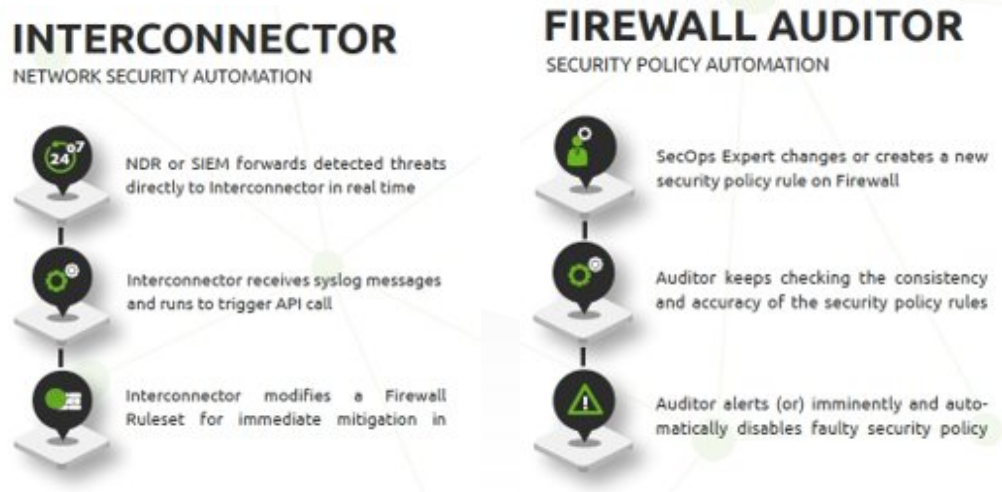 INTERCONNECTOR
NETWORK SECURITY AUTOMATION
24/7
NDR or SIEM forwards detected threats
directly to Interconnector in real time
Interconnector receives syslog messages
and runs to trigger API call
Interconnector modifies a Firewall
Ruleset for immediate mitigation in
FIREWALL AUDITOR
SECURITY POLICY AUTOMATION
SecOps Expert changes or creates a new
security policy rule on Firewall
Auditor keeps checking the consistency
and accuracy of the security policy rules
Auditor alerts (or) imminently and auto-
matically disables faulty security policy